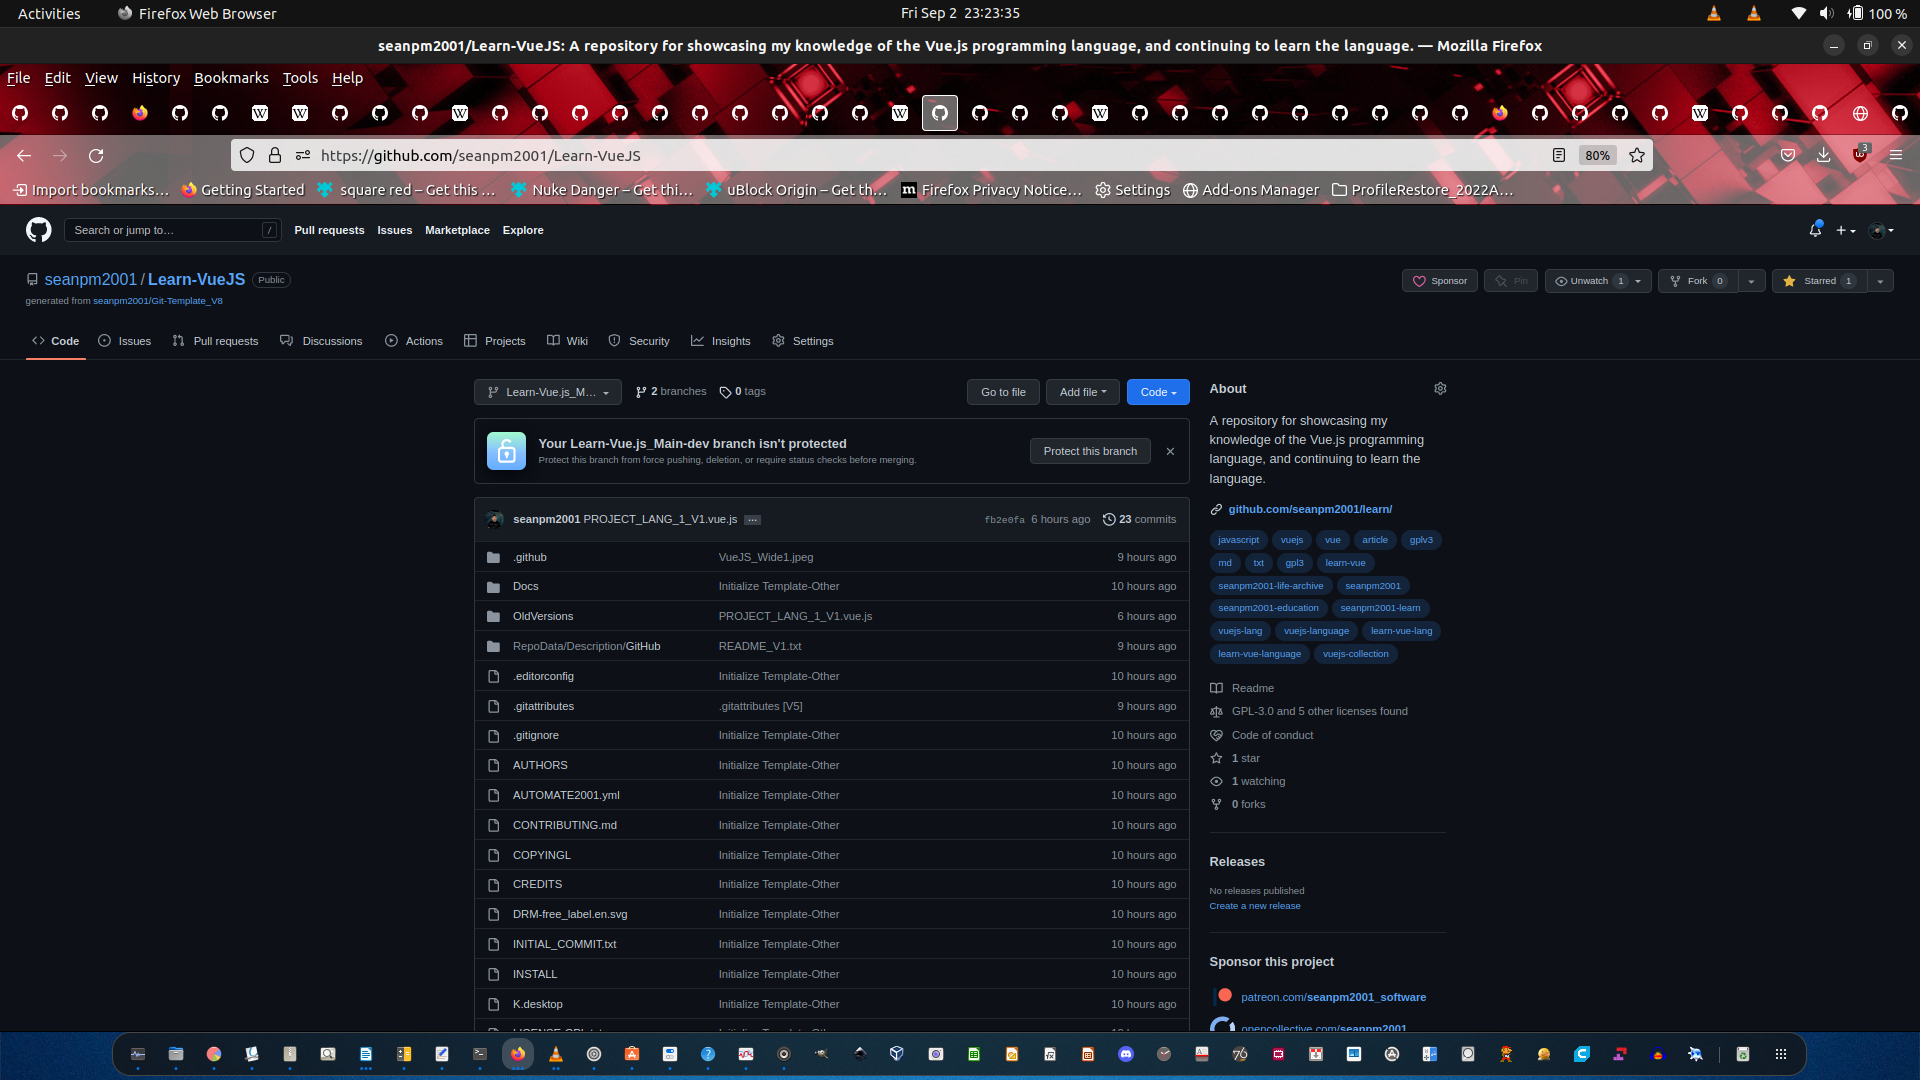 Activities
Firefox Web Browser
Fri Sep 2 23:23:35
100 %
seanpm2001/Learn-VueJS: A repository for showcasing my knowledge of the Vue.js programming language, and continuing to learn the language. — Mozilla Firefox
File Edit View History Bookmarks Tools Help
https://github.com/seanpm2001/Learn-VueJS
80%
3
Import bookmarks…
Getting Started
square red – Get this …
Nuke Danger – Get thi…
uBlock Origin – Get th…
Firefox Privacy Notice…
Settings
Add-ons Manager
ProfileRestore_2022A…
Search or jump to…
/
Pull requests
Issues
Marketplace
Explore
seanpm2001 / Learn-VueJS
Public
generated from seanpm2001/Git-Template_V8
Sponsor
Pin
Unwatch 1
Fork 0
Starred 1
Code
Issues
Pull requests
Discussions
Actions
Projects
Wiki
Security
Insights
Settings
Learn-Vue.js_M…
2 branches
0 tags
Go to file
Add file
Code
Your Learn-Vue.js_Main-dev branch isn't protected
Protect this branch from force pushing, deletion, or require status checks before merging.
Protect this branch
seanpm2001 PROJECT_LANG_1_V1.vue.js …
fb2e0fa 6 hours ago
23 commits
.github VueJS_Wide1.jpeg 9 hours ago
Docs Initialize Template-Other 10 hours ago
OldVersions PROJECT_LANG_1_V1.vue.js 6 hours ago
RepoData/Description/GitHub README_V1.txt 9 hours ago
.editorconfig Initialize Template-Other 10 hours ago
.gitattributes .gitattributes [V5] 9 hours ago
.gitignore Initialize Template-Other 10 hours ago
AUTHORS Initialize Template-Other 10 hours ago
AUTOMATE2001.yml Initialize Template-Other 10 hours ago
CONTRIBUTING.md Initialize Template-Other 10 hours ago
COPYINGL Initialize Template-Other 10 hours ago
CREDITS Initialize Template-Other 10 hours ago
DRM-free_label.en.svg Initialize Template-Other 10 hours ago
INITIAL_COMMIT.txt Initialize Template-Other 10 hours ago
INSTALL Initialize Template-Other 10 hours ago
K.desktop Initialize Template-Other 10 hours ago
About
A repository for showcasing my
knowledge of the Vue.js programming
language, and continuing to learn the
language.
github.com/seanpm2001/learn/
javascript vuejs vue article gplv3
md txt gpl3 learn-vue
seanpm2001-life-archive seanpm2001
seanpm2001-education seanpm2001-learn
vuejs-lang vuejs-language learn-vue-lang
learn-vue-language vuejs-collection
Readme
GPL-3.0 and 5 other licenses found
Code of conduct
1 star
1 watching
0 forks
Releases
No releases published
Create a new release
Sponsor this project
patreon.com/seanpm2001_software
opencollective.com/seanpm2001